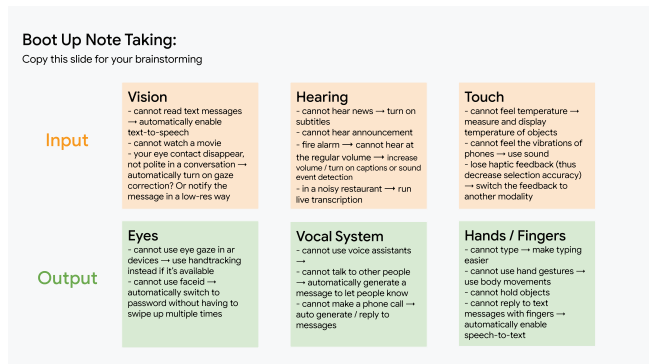 Boot Up Note Taking:
Copy this slide for your brainstorming
Input
Vision
- cannot read text messages
→ automatically enable
text-to-speech
- cannot watch a movie
- your eye contact disappear,
not polite in a conversation →
automatically turn on gaze
correction? Or notify the
message in a low-res way
Hearing
- cannot hear news → turn on
subtitles
- cannot hear announcement
- fire alarm → cannot hear at
the regular volume → increase
volume / turn on captions or sound
event detection
- in a noisy restaurant → run
live transcription
Touch
- cannot feel temperature →
measure and display
temperature of objects
- cannot feel the vibrations of
phones → use sound
- lose haptic feedback (thus
decrease selection accuracy)
→ switch the feedback to
another modality
Output
Eyes
- cannot use eye gaze in ar
devices → use handtracking
instead if it's available
- cannot use faceid →
automatically switch to
password without having to
swipe up multiple times
Vocal System
- cannot use voice assistants
→
- cannot talk to other people
→ automatically generate a
message to let people know
- cannot make a phone call →
auto generate / reply to
messages
Hands / Fingers
- cannot type → make typing
easier
- cannot use hand gestures →
use body movements
- cannot hold objects
- cannot reply to text
messages with fingers →
automatically enable
speech-to-text